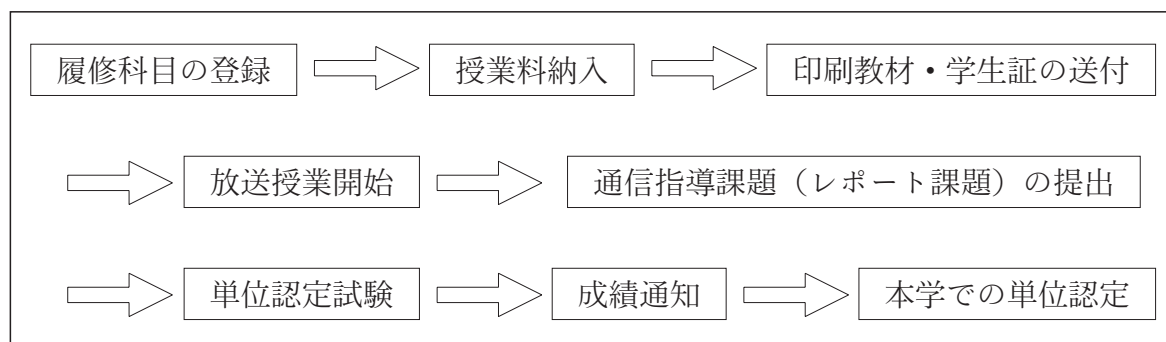 履修科目の登録 授業料納入 印刷教材・学生証の送付
放送授業開始 通信指導課題（レポート課題）の提出
単位認定試験 成績通知 本学での単位認定